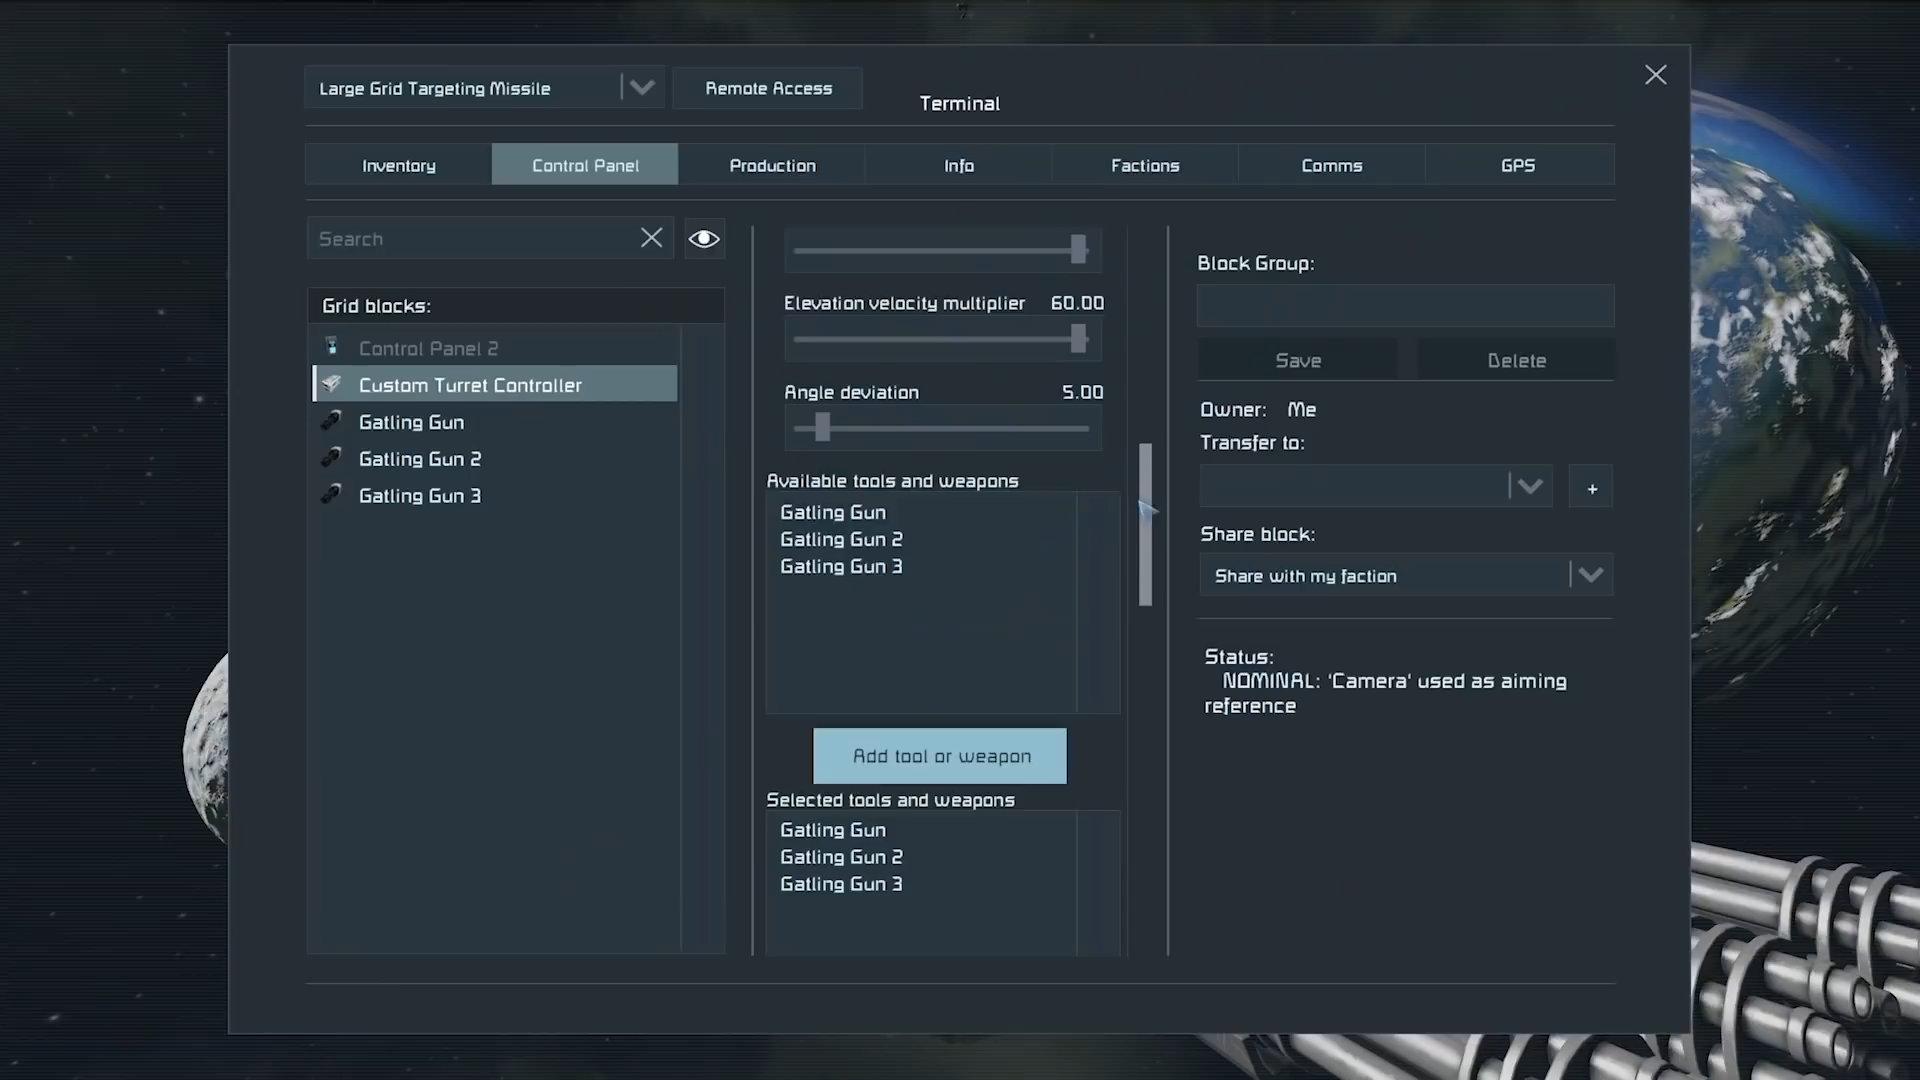 Large Grid Targeting Missile
Remote Access
Terminal
Inventory
Control Panel
Production
Info
Factions
Comms
GPS
Search
Grid blocks:
Control Panel 2
Custom Turret Controller
Gatling Gun
Gatling Gun 2
Gatling Gun 3
Elevation velocity multiplier 60.00
Angle deviation 5.00
Available tools and weapons
Gatling Gun
Gatling Gun 2
Gatling Gun 3
Add tool or weapon
Selected tools and weapons
Gatling Gun
Gatling Gun 2
Gatling Gun 3
Block Group:
Save
Delete
Owner: Me
Transfer to:
+
Share block:
Share with my faction
Status:
NOMINAL: 'Camera' used as aiming
reference